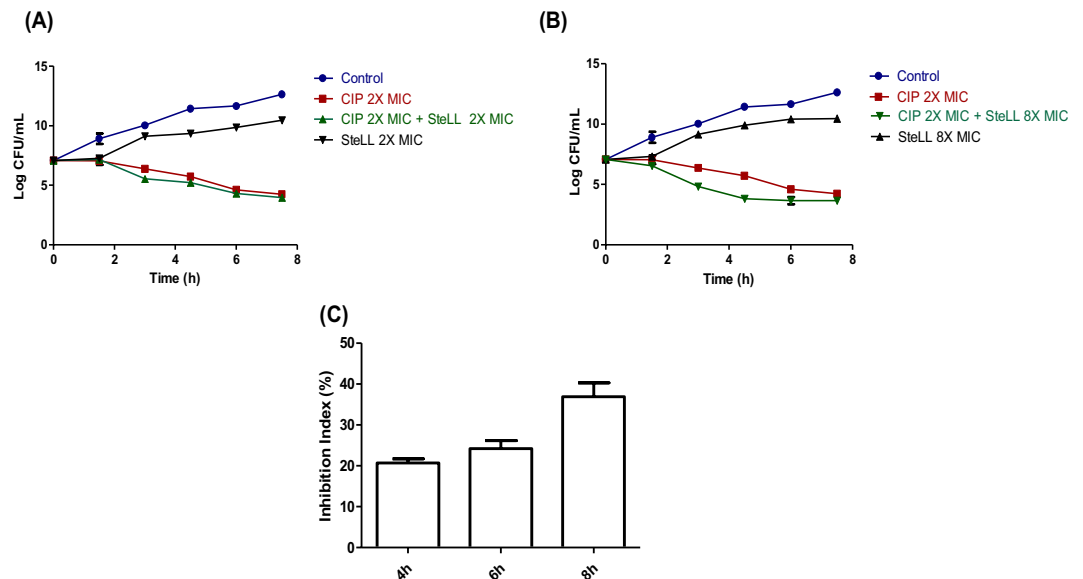 (A)
15
10
5
0
Log CFU/mL
0 2 4 6 8
Time (h)
Control
CIP 2X MIC
CIP 2X MIC + SteLL 2X MIC
SteLL 2X MIC
(B)
15
10
5
0
Log CFU/mL
0 2 4 6 8
Time (h)
Control
CIP 2X MIC
CIP 2X MIC + SteLL 8X MIC
SteLL 8X MIC
(C)
50
40
30
20
10
0
Inhibition Index (%)
4h 6h 8h